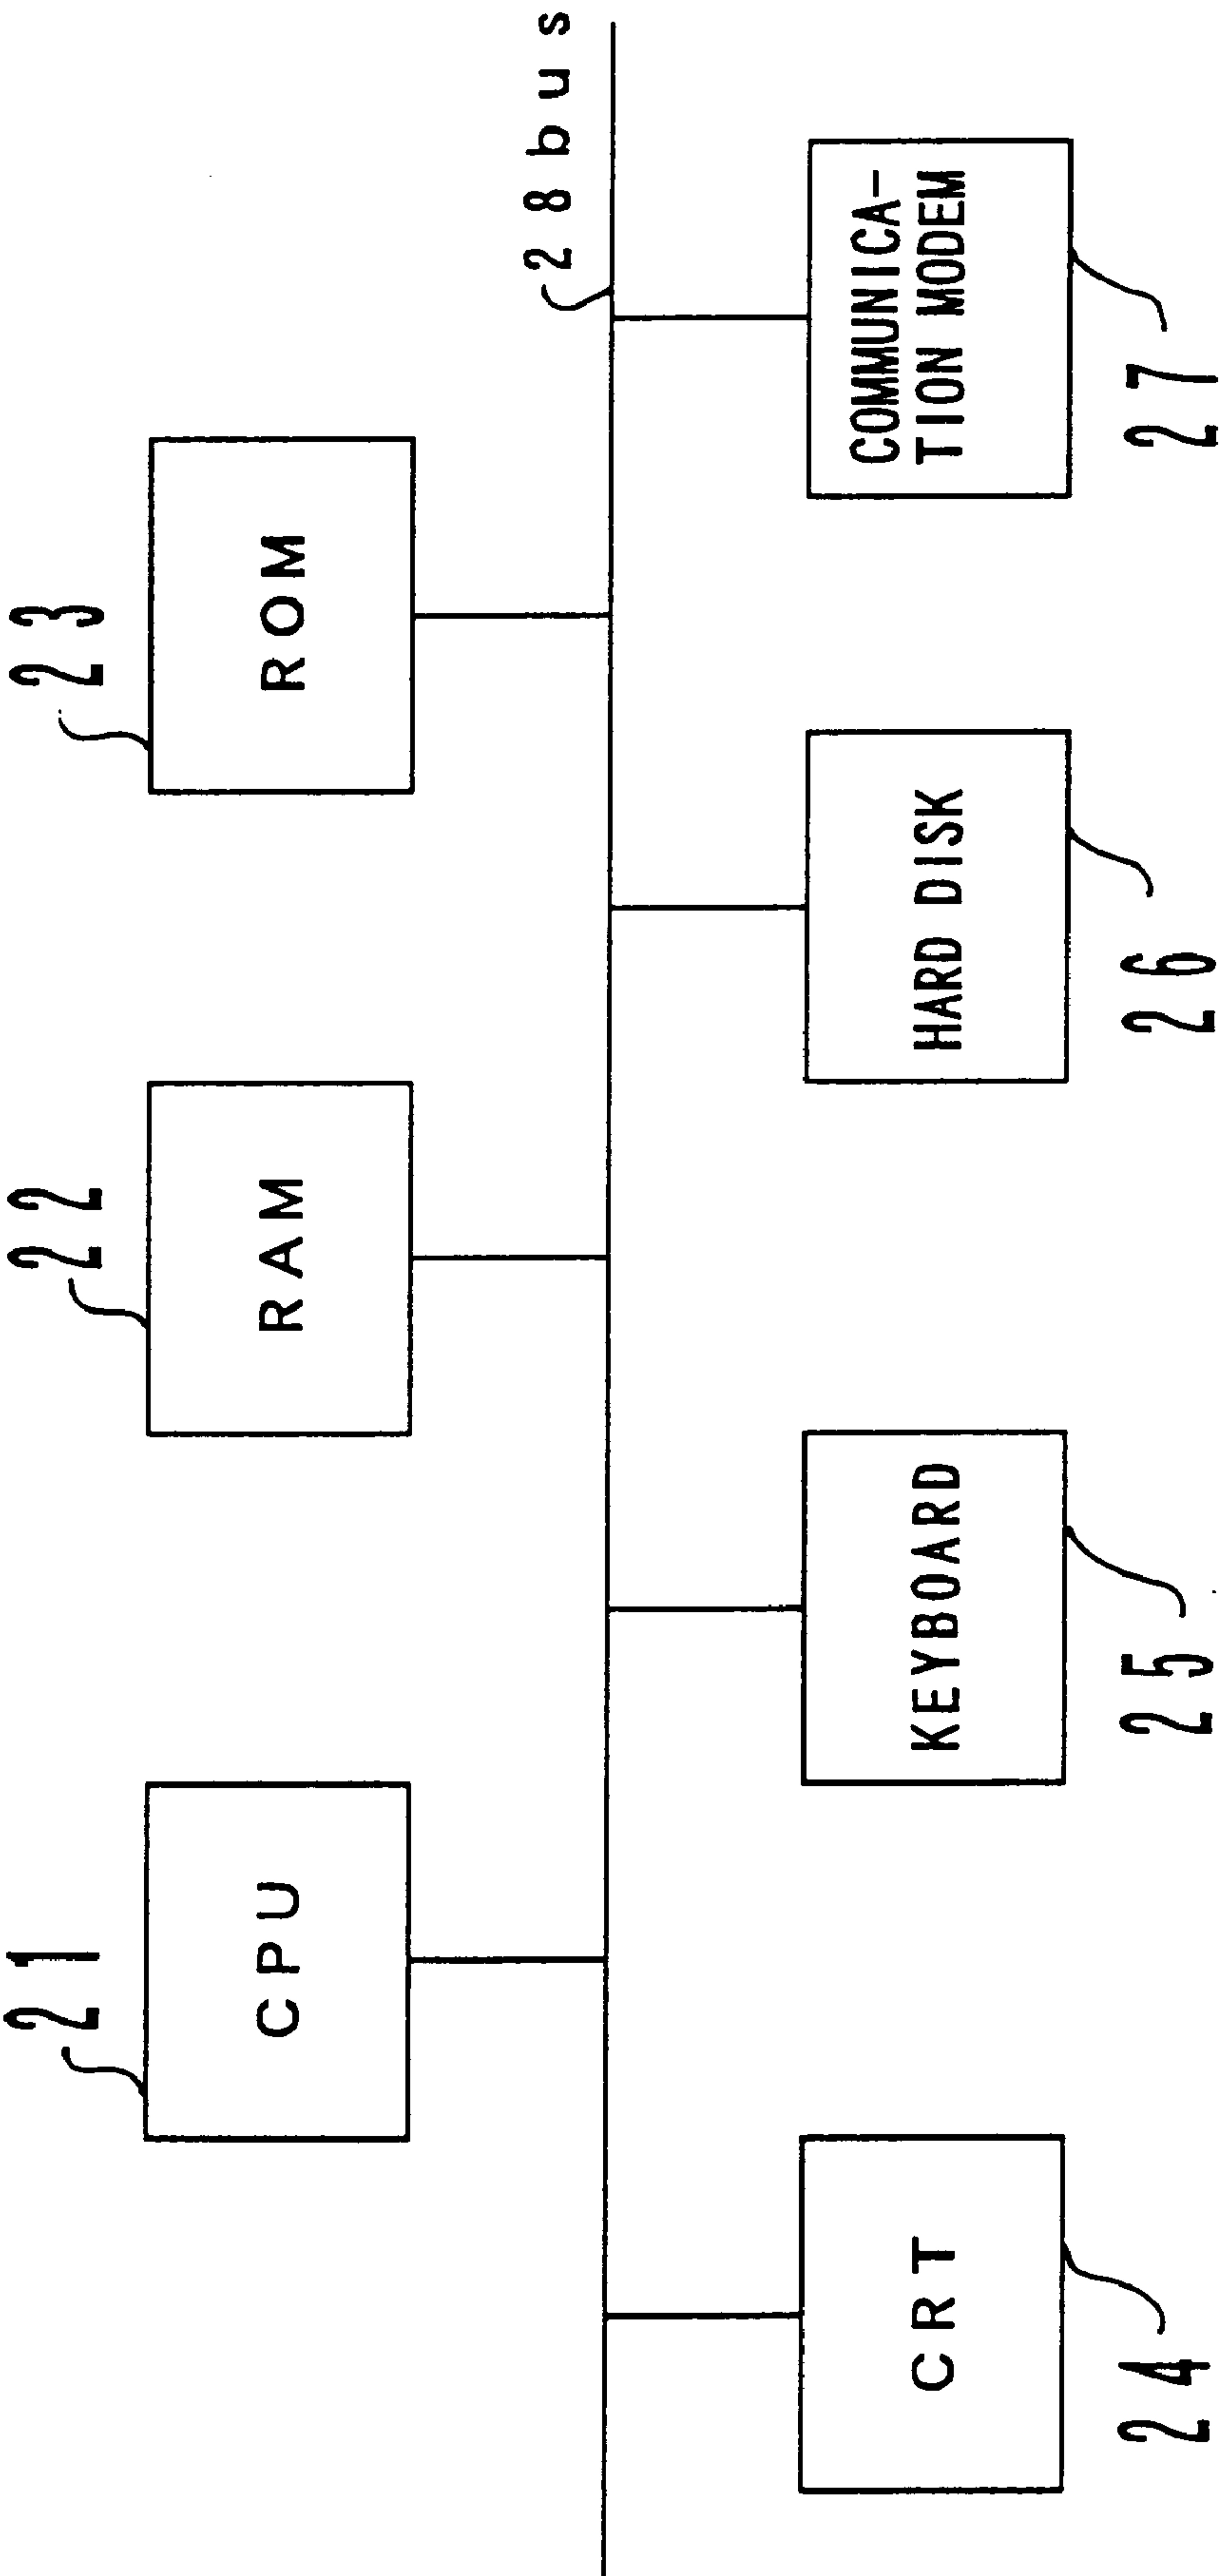 21
CPU
22
RAM
23
ROM
28 bus
CRT
24
KEYBOARD
25
HARD DISK
26
COMMUNICA-
TION MODEM
27